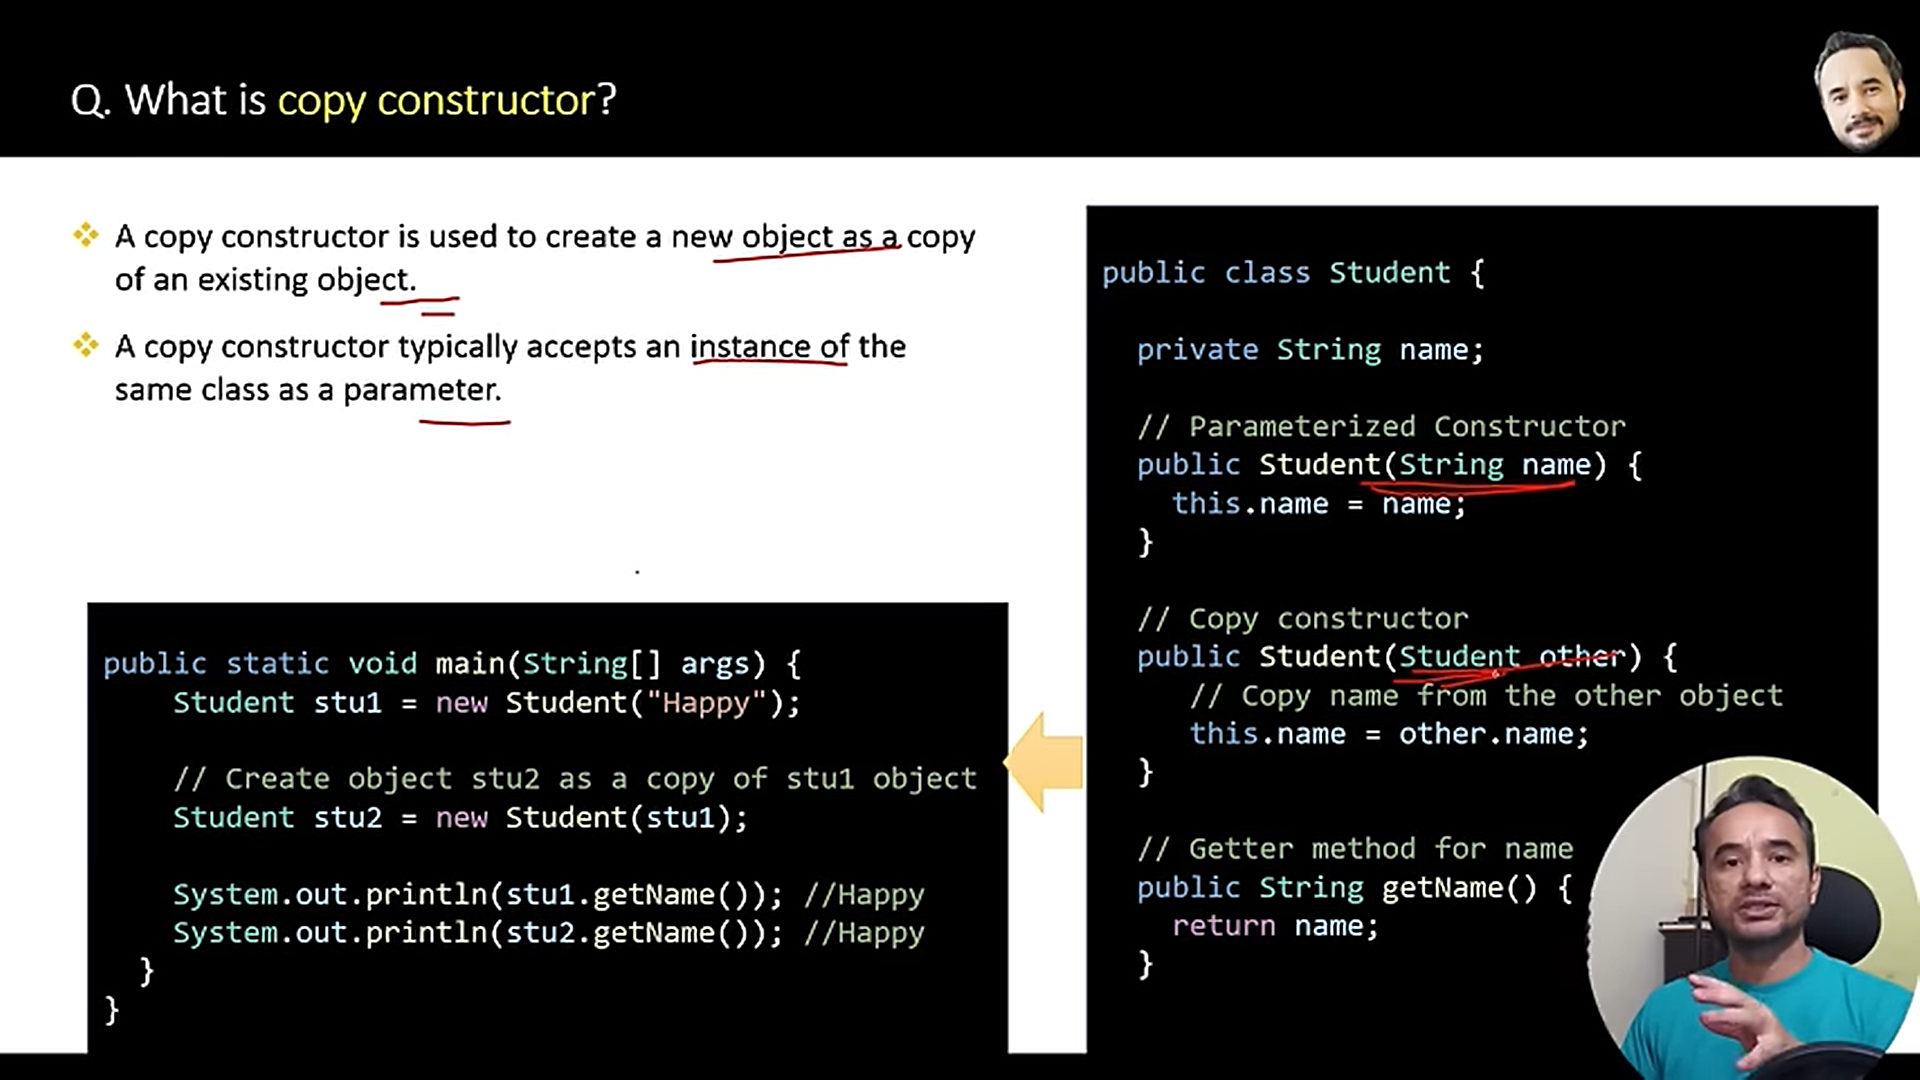 Q. What is copy constructor?
A copy constructor is used to create a new object as a copy
of an existing object.
A copy constructor typically accepts an instance of the
same class as a parameter.
public static void main(String[] args) {
Student stu1 = new Student("Happy");
// Create object stu2 as a copy of stu1 object
Student stu2 = new Student(stu1);
System.out.println(stu1.getName()); //Happy
System.out.println(stu2.getName()); //Happy
}
}
public class Student {
private String name;
// Parameterized Constructor
public Student(String name) {
this.name = name;
}
// Copy constructor
public Student(Student other) {
// Copy name from the other object
this.name = other.name;
}
// Getter method for name
public String getName() {
return name;
}